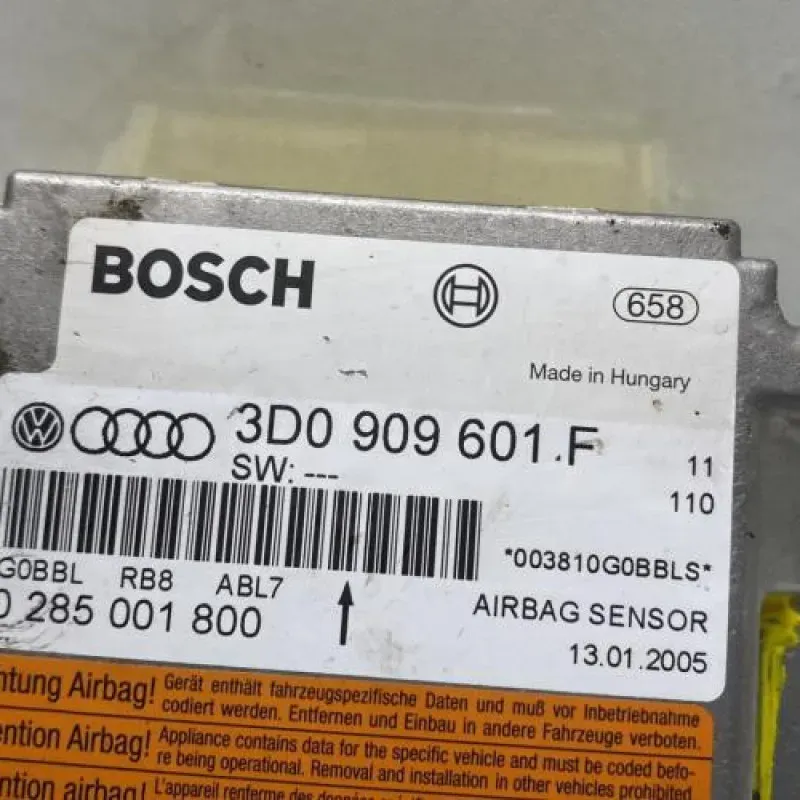 BOSCH
658
Made in Hungary
3D0 909 601 F
11
SW: ---
110
*003810G0BBLS*
G0BBL RB8 ABL7
0 285 001 800
AIRBAG SENSOR
13.01.2005
Airbag! Gerät enthält fahrzeugspezifische Daten und muß vor Inbetriebnahme
codiert werden. Entfernen und Einbau in andere Fahrzeuge verboten.
Airbag! Appliance contains data for the specific vehicle and must be coded befo-
re being operational. Removal and installation in other vehicles prohibited
airbag! L'appareil renferme des